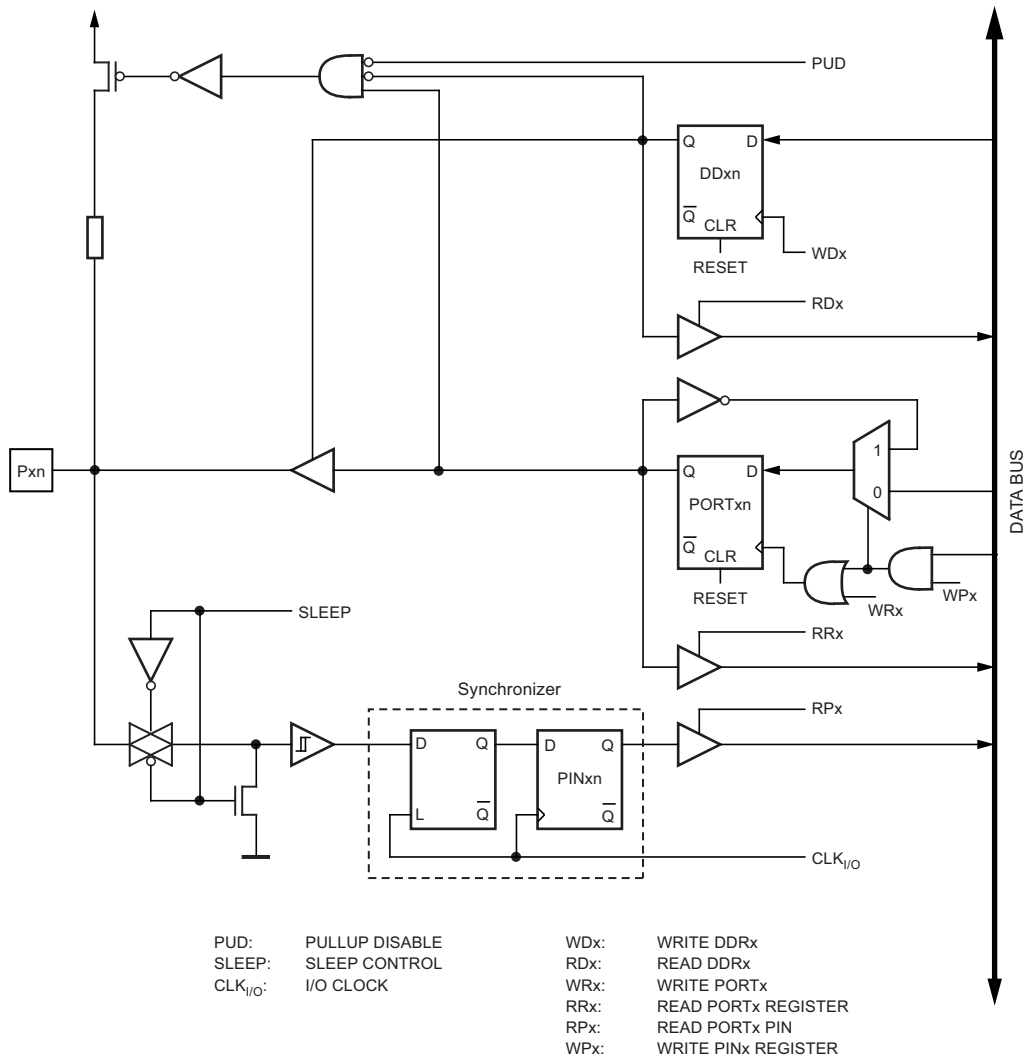 PUD
Q D
DDxn
Q
CLR
WDx
RESET
RDx
Pxn
1
Q D
0
PORTxn
DATA BUS
Q
CLR
WPx
RESET
WRx
SLEEP
RRx
Synchronizer
RPx
D Q D Q
PINxn
L Q Q
CLKI/O
PUD: PULLUP DISABLE
SLEEP: SLEEP CONTROL
CLKI/O: I/O CLOCK
WDx: WRITE DDRx
RDx: READ DDRx
WRx: WRITE PORTx
RRx: READ PORTx REGISTER
RPx: READ PORTx PIN
WPx: WRITE PINx REGISTER